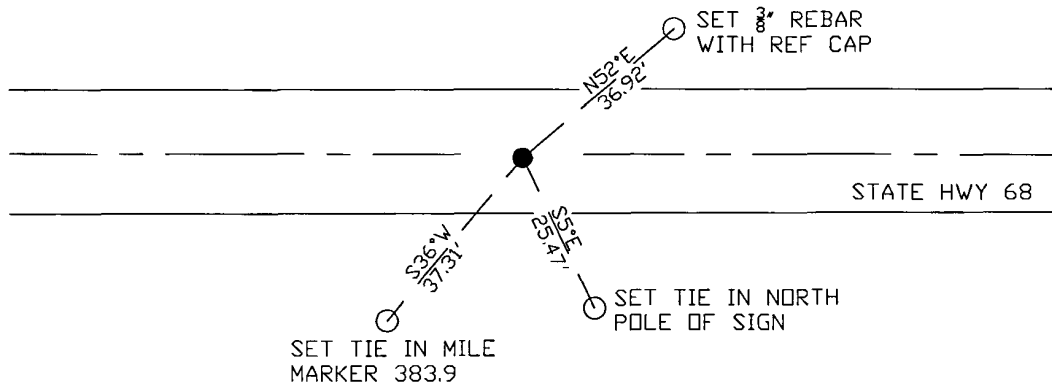 SET 3/8" REBAR
WITH REF CAP
N52°E
36.92'
STATE HWY 68
S36°W
37.31'
S5°E
25.47'
SET TIE IN NORTH
POLE OF SIGN
SET TIE IN MILE
MARKER 383.9